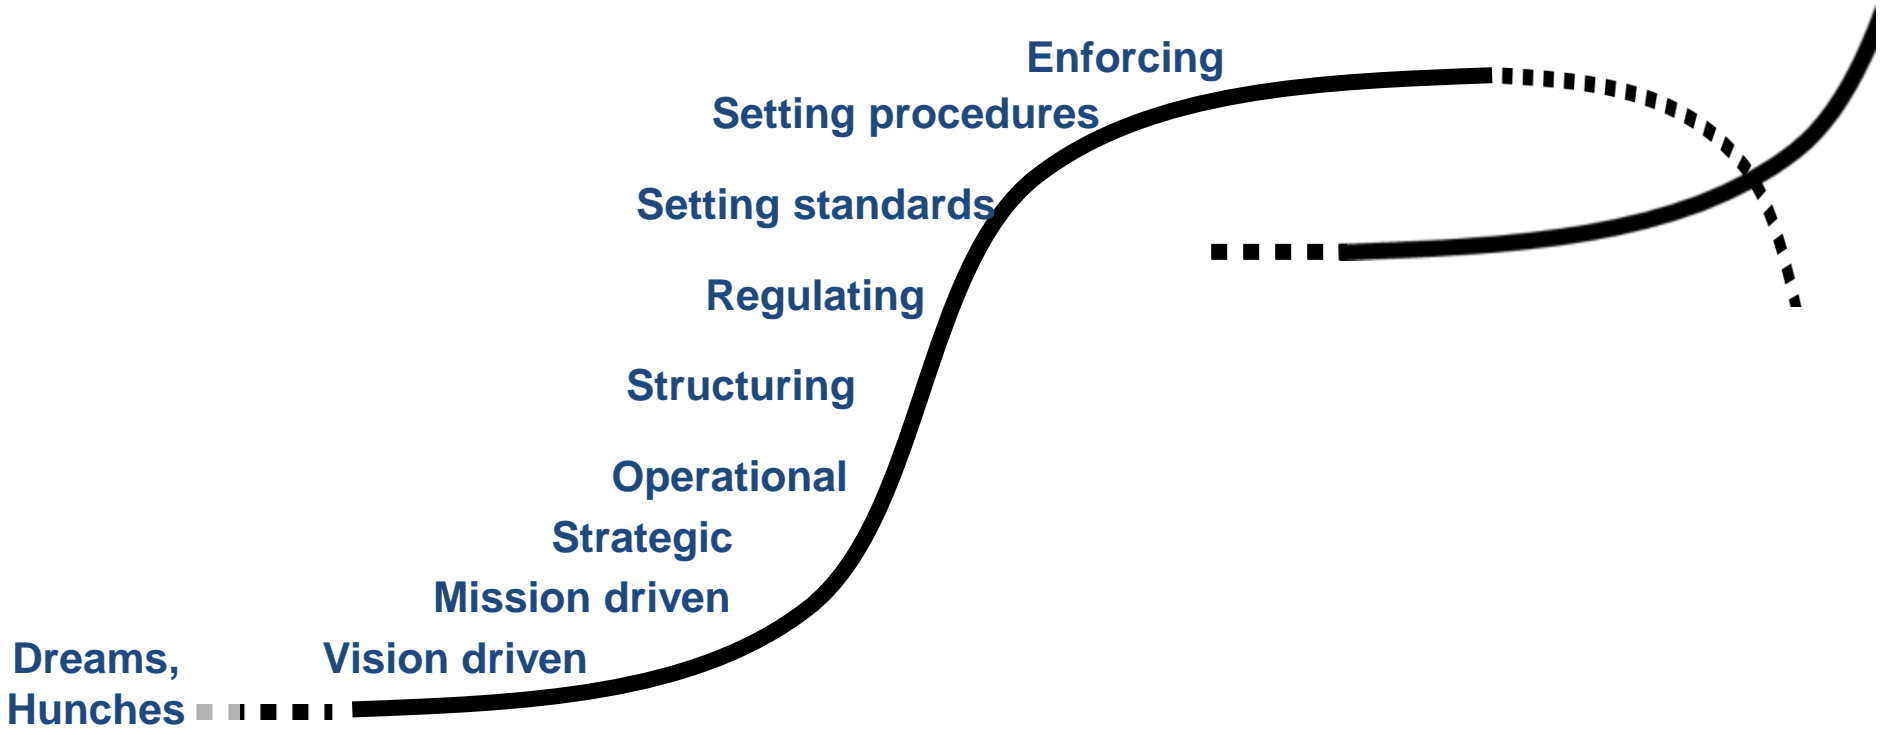 Enforcing
Setting procedures
Setting standards
Regulating
Structuring
Operational
Strategic
Mission driven
Vision driven
Dreams,
Hunches